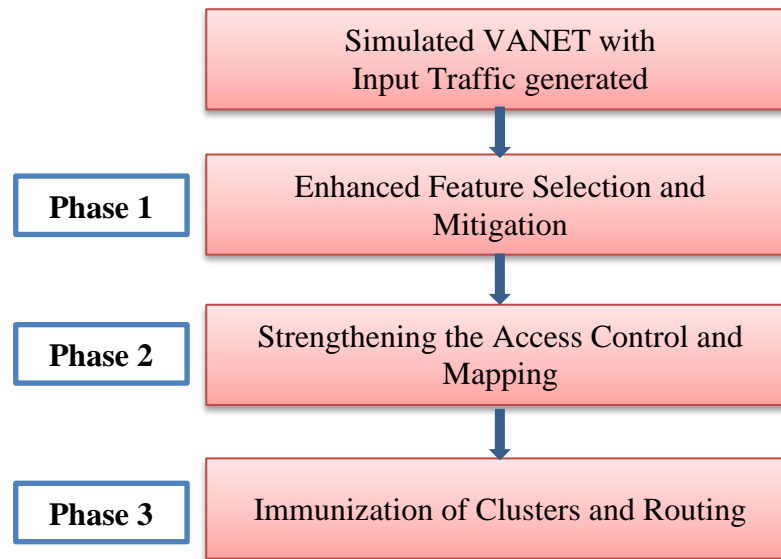 Simulated VANET with
Input Traffic generated
Phase 1
Enhanced Feature Selection and
Mitigation
Phase 2
Strengthening the Access Control and
Mapping
Phase 3
Immunization of Clusters and Routing